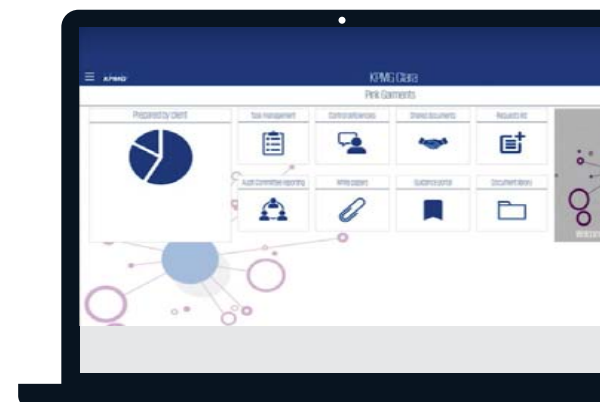 KPMG
KPMG Clara
Pink Garments
Prepared by client
Task management
Control deficiencies
Shared documents
Requests list
Audit Committee reporting
White papers
Guidance portal
Document library